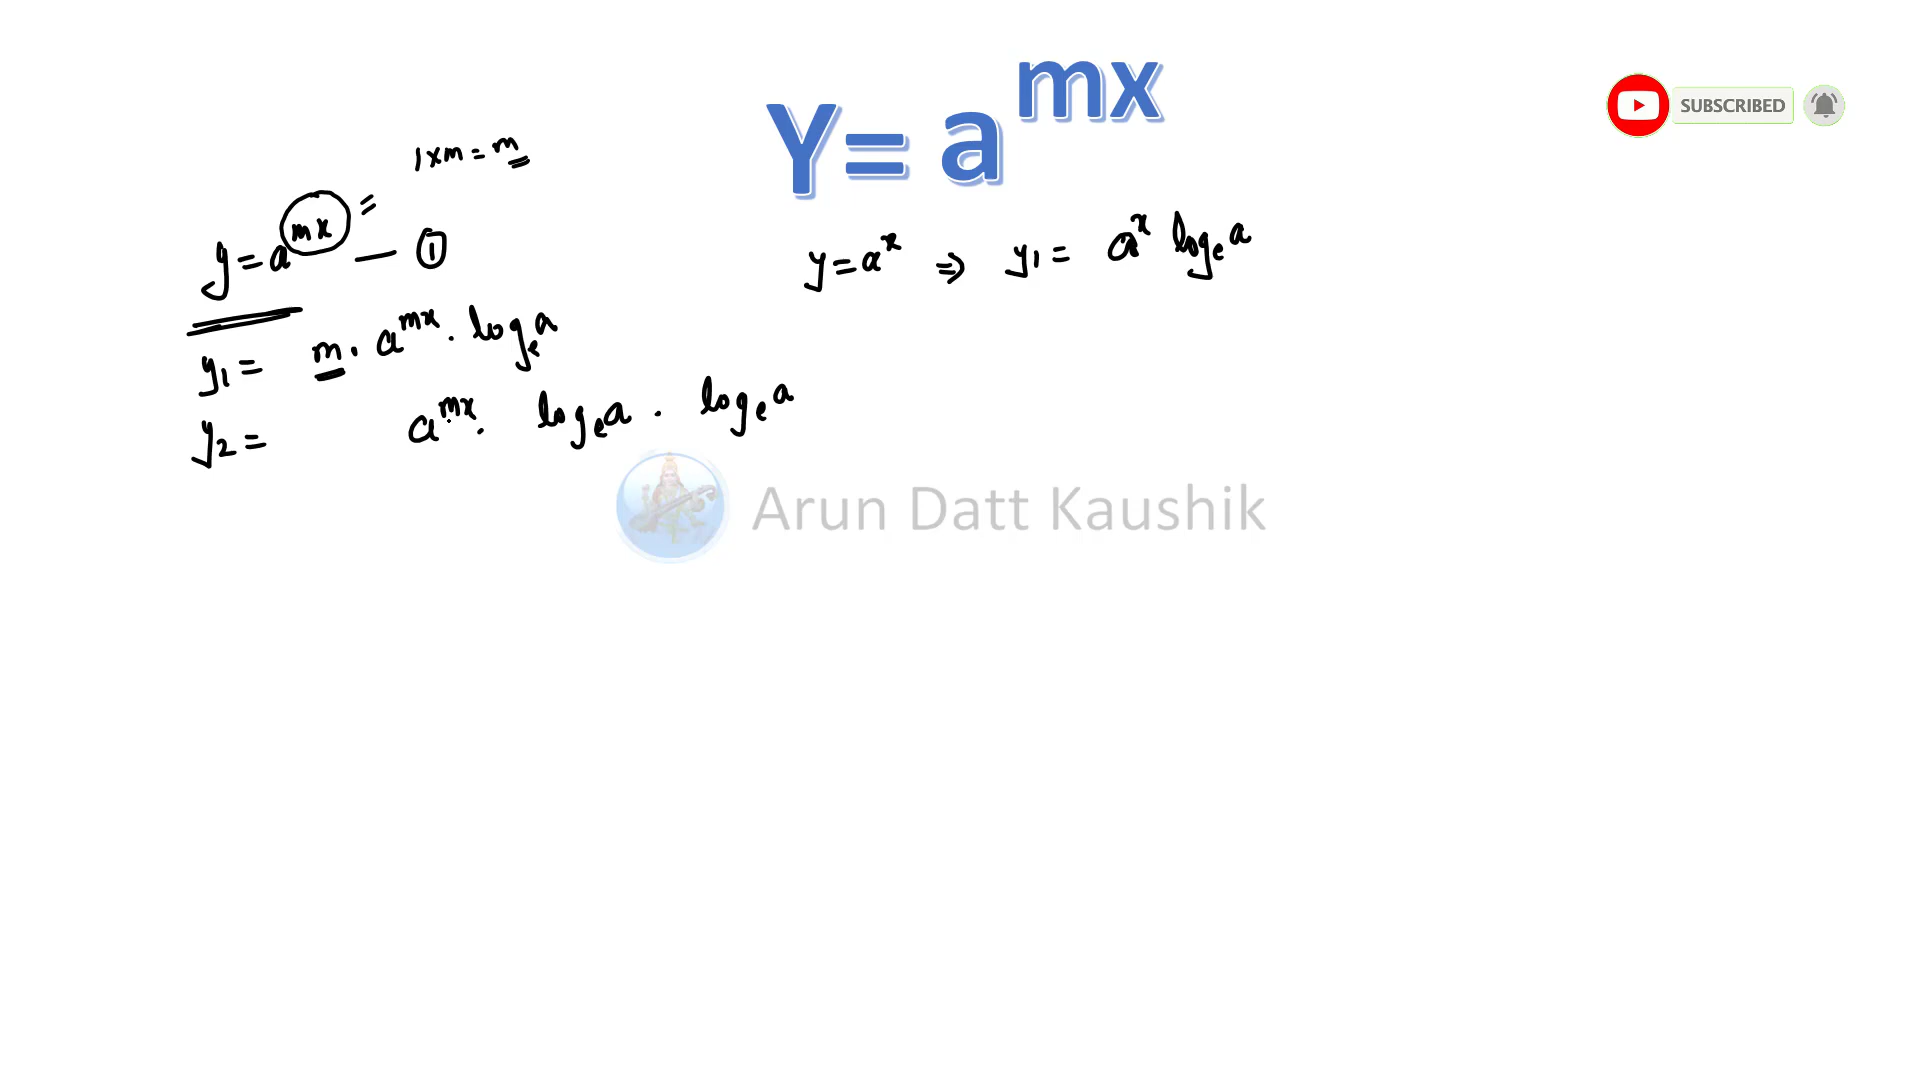 Y= a^mx
SUBSCRIBED
1 x m = m
y = a^mx = — ①
y = a^x ⇒ y₁ = a^x logₑ a
y₁ = m · a^mx · logₑ a
y₂ = a^mx · logₑ a · logₑ a
Arun Datt Kaushik